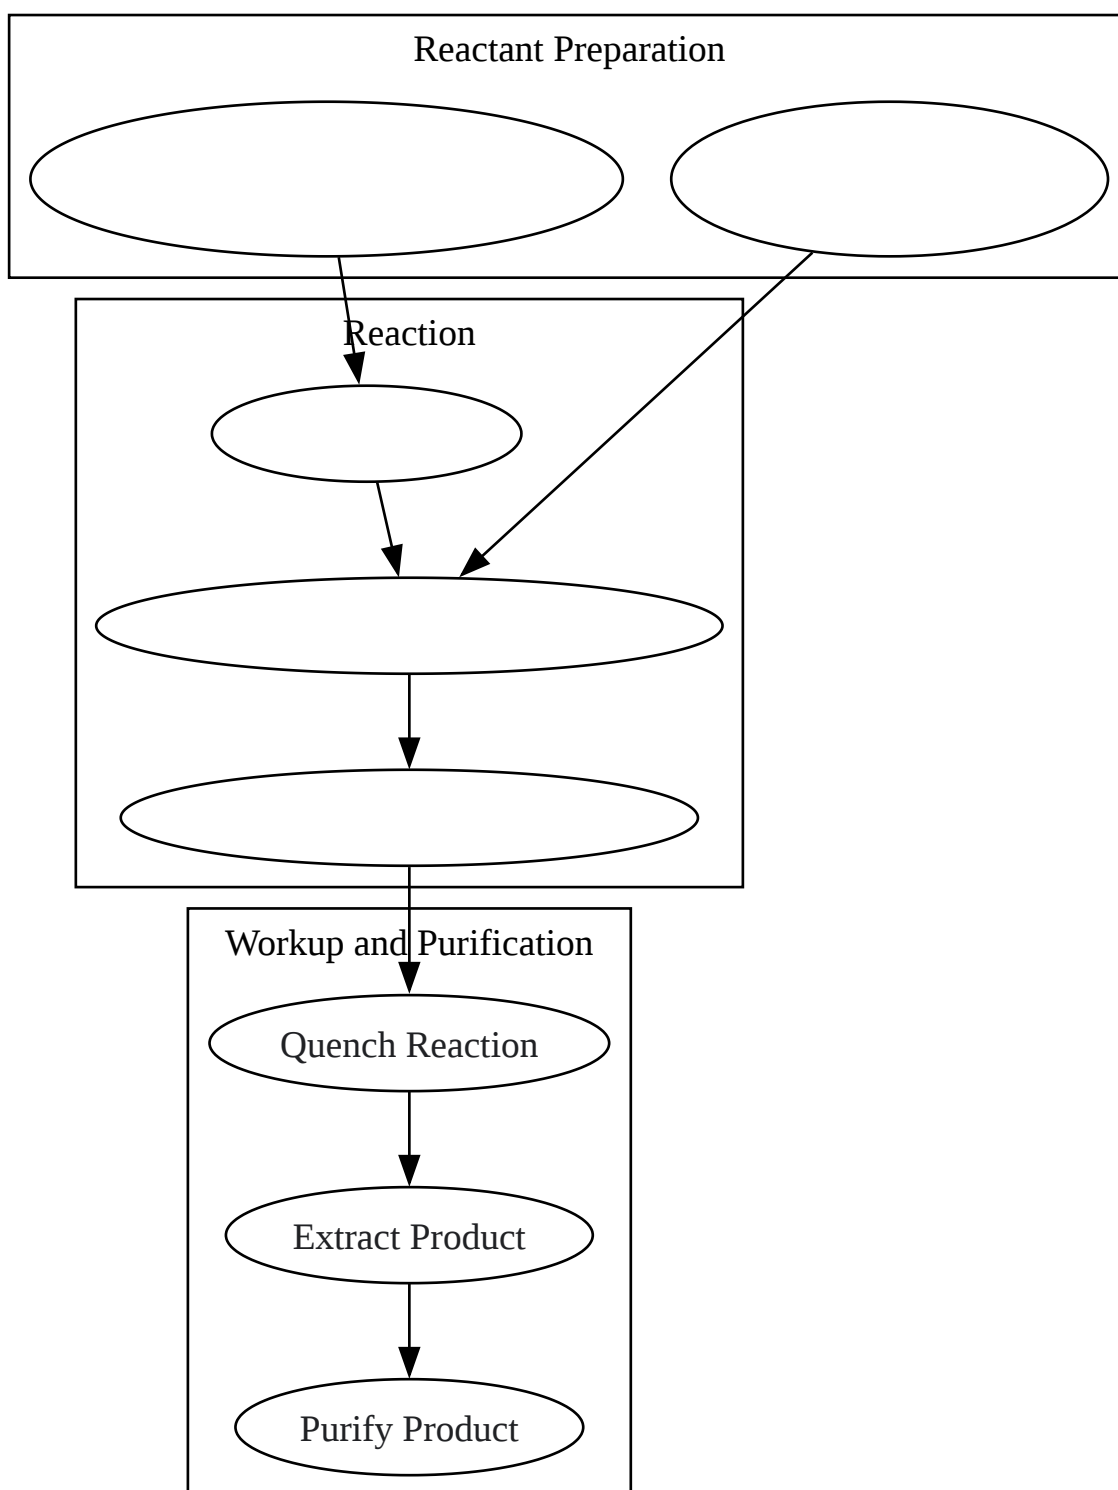 Reactant Preparation
Reaction
Workup and Purification
Quench Reaction
Extract Product
Purify Product